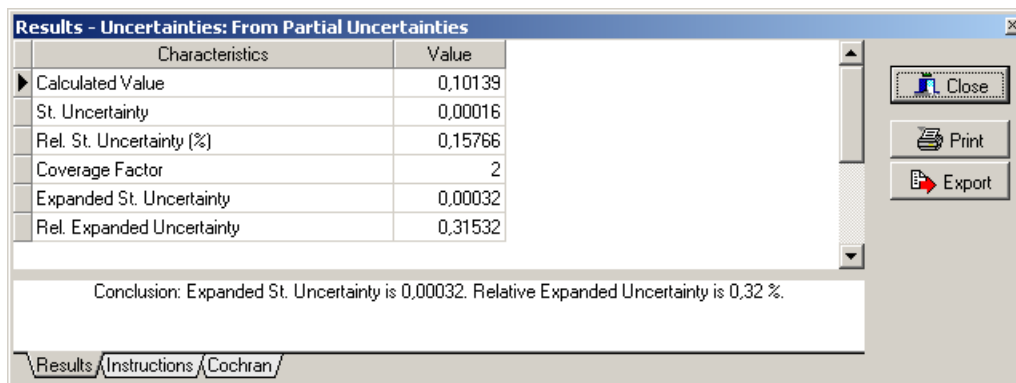 Results - Uncertainties: From Partial Uncertainties
Characteristics Value
Calculated Value 0,10139
St. Uncertainty 0,00016
Rel. St. Uncertainty (%) 0,15766
Coverage Factor 2
Expanded St. Uncertainty 0,00032
Rel. Expanded Uncertainty 0,31532
Close
Print
Export
Conclusion: Expanded St. Uncertainty is 0,00032. Relative Expanded Uncertainty is 0,32 %.
Results Instructions Cochran